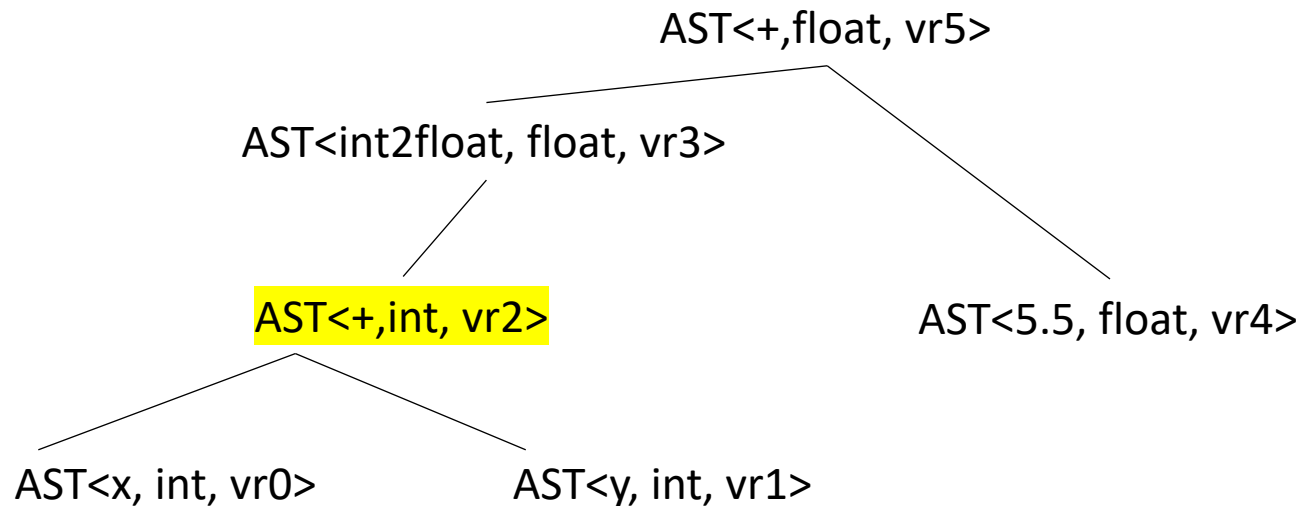 AST<+,float, vr5>
AST<int2float, float, vr3>
AST<+,int, vr2>
AST<5.5, float, vr4>
AST<x, int, vr0>
AST<y, int, vr1>